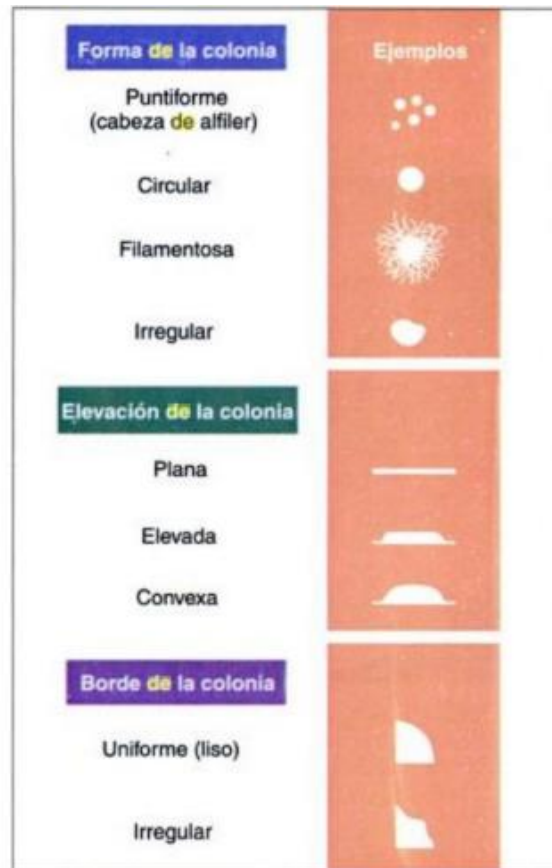 Forma de la colonia
Ejemplos
Puntiforme
(cabeza de alfiler)
Circular
Filamentosa
Irregular
Elevación de la colonia
Plana
Elevada
Convexa
Borde de la colonia
Uniforme (liso)
Irregular